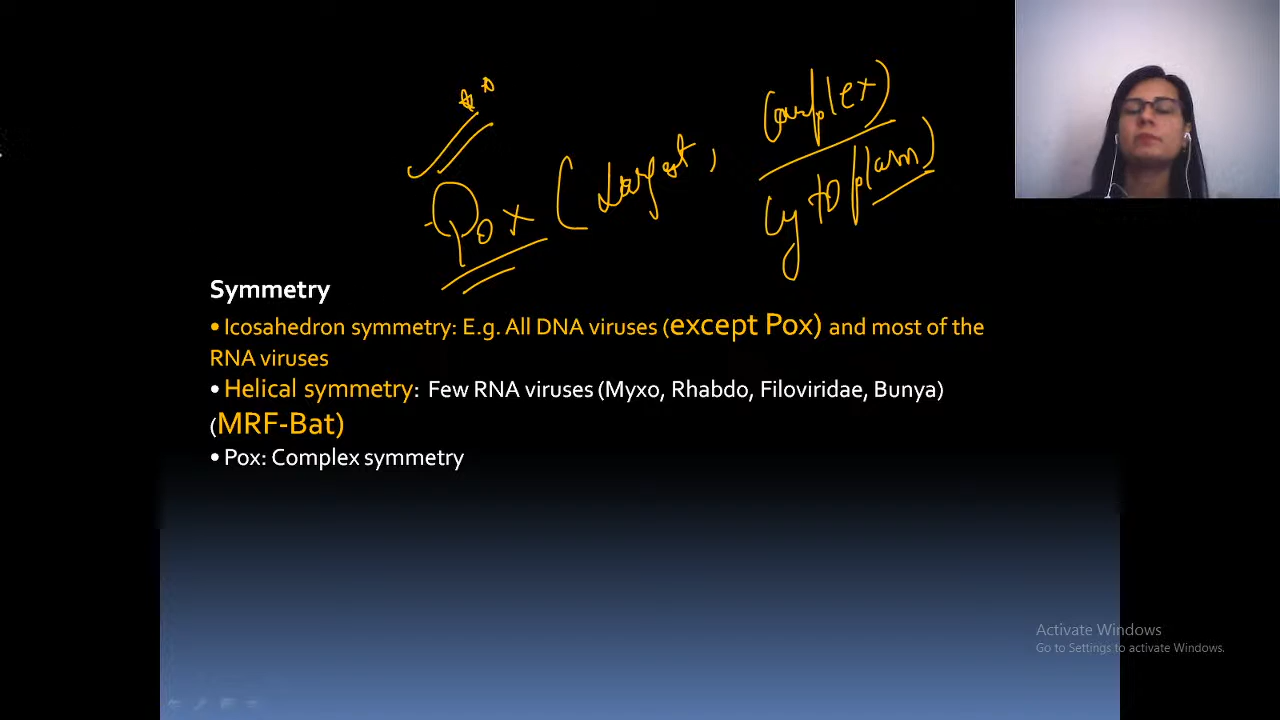 Complex)
Pox (Largest, Cytoplasm)
Symmetry
• Icosahedron symmetry: E.g. All DNA viruses (except Pox) and most of the
RNA viruses
• Helical symmetry: Few RNA viruses (Myxo, Rhabdo, Filoviridae, Bunya)
(MRF-Bat)
• Pox: Complex symmetry
Activate Windows
Go to Settings to activate Windows.